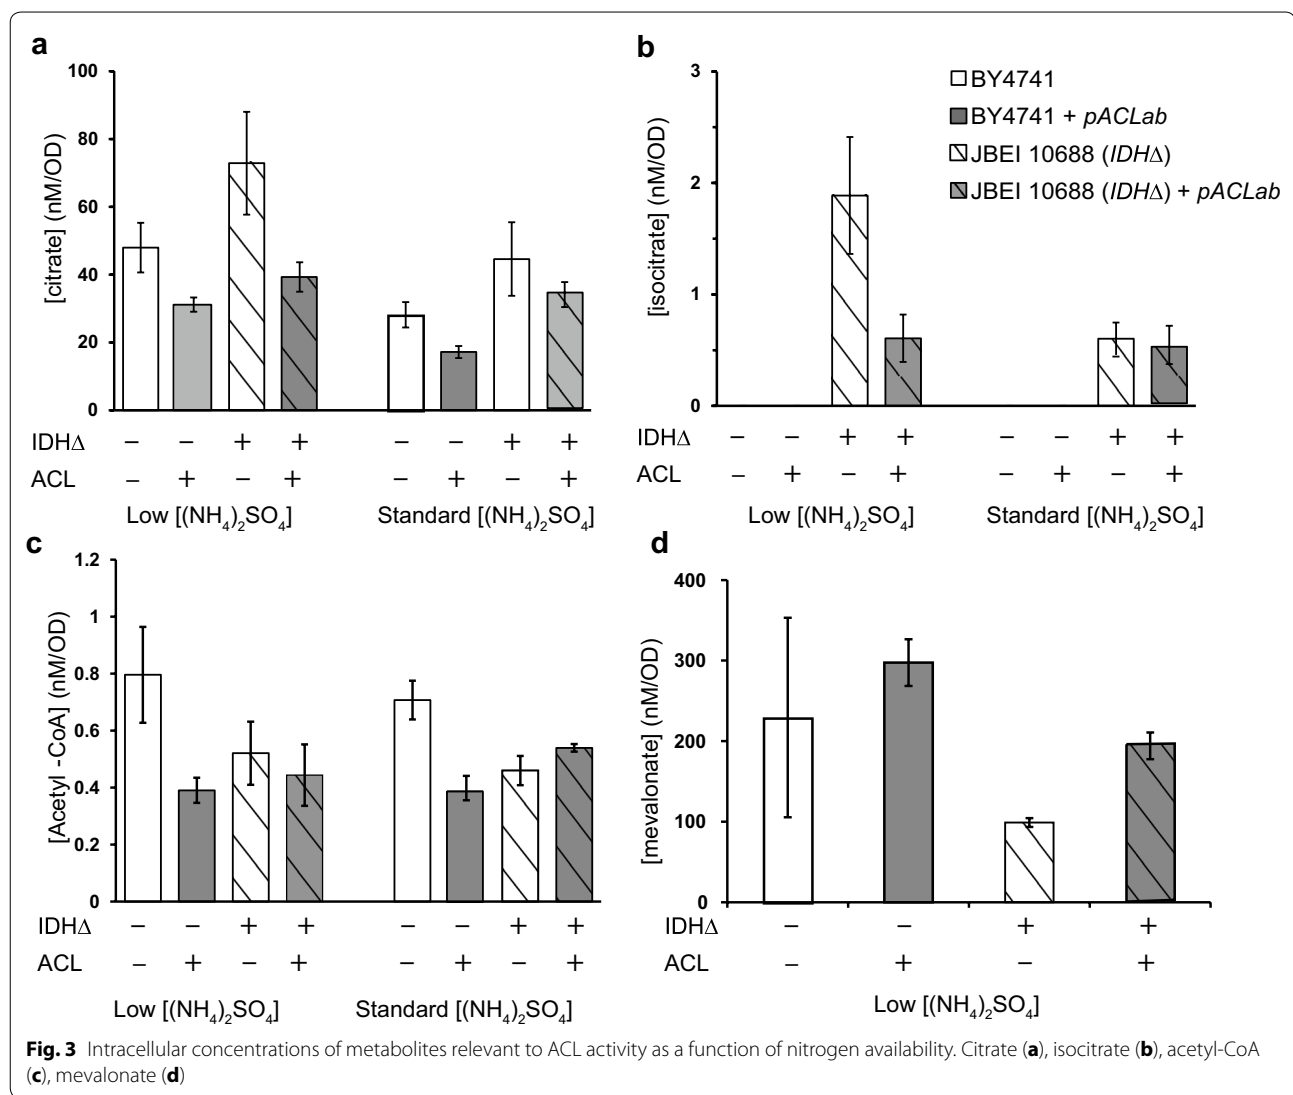 a
100
80
60
40
20
0
[citrate] (nM/OD)
IDHΔ – – + + – – + +
ACL – + – + – + – +
Low [(NH4)2SO4] Standard [(NH4)2SO4]
b
3
2
1
0
[isocitrate] (nM/OD)
BY4741
BY4741 + pACLab
JBEI 10688 (IDHΔ)
JBEI 10688 (IDHΔ) + pACLab
IDHΔ – – + + – – + +
ACL – + – + – + – +
Low [(NH4)2SO4] Standard [(NH4)2SO4]
c
1.2
1
0.8
0.6
0.4
0.2
0
[Acetyl -CoA] (nM/OD)
IDHΔ – – + + – – + +
ACL – + – + – + – +
Low [(NH4)2SO4] Standard [(NH4)2SO4]
d
400
300
200
100
0
[mevalonate] (nM/OD)
IDHΔ – – + +
ACL – + – +
Low [(NH4)2SO4]
Fig. 3 Intracellular concentrations of metabolites relevant to ACL activity as a function of nitrogen availability. Citrate (a), isocitrate (b), acetyl-CoA
(c), mevalonate (d)